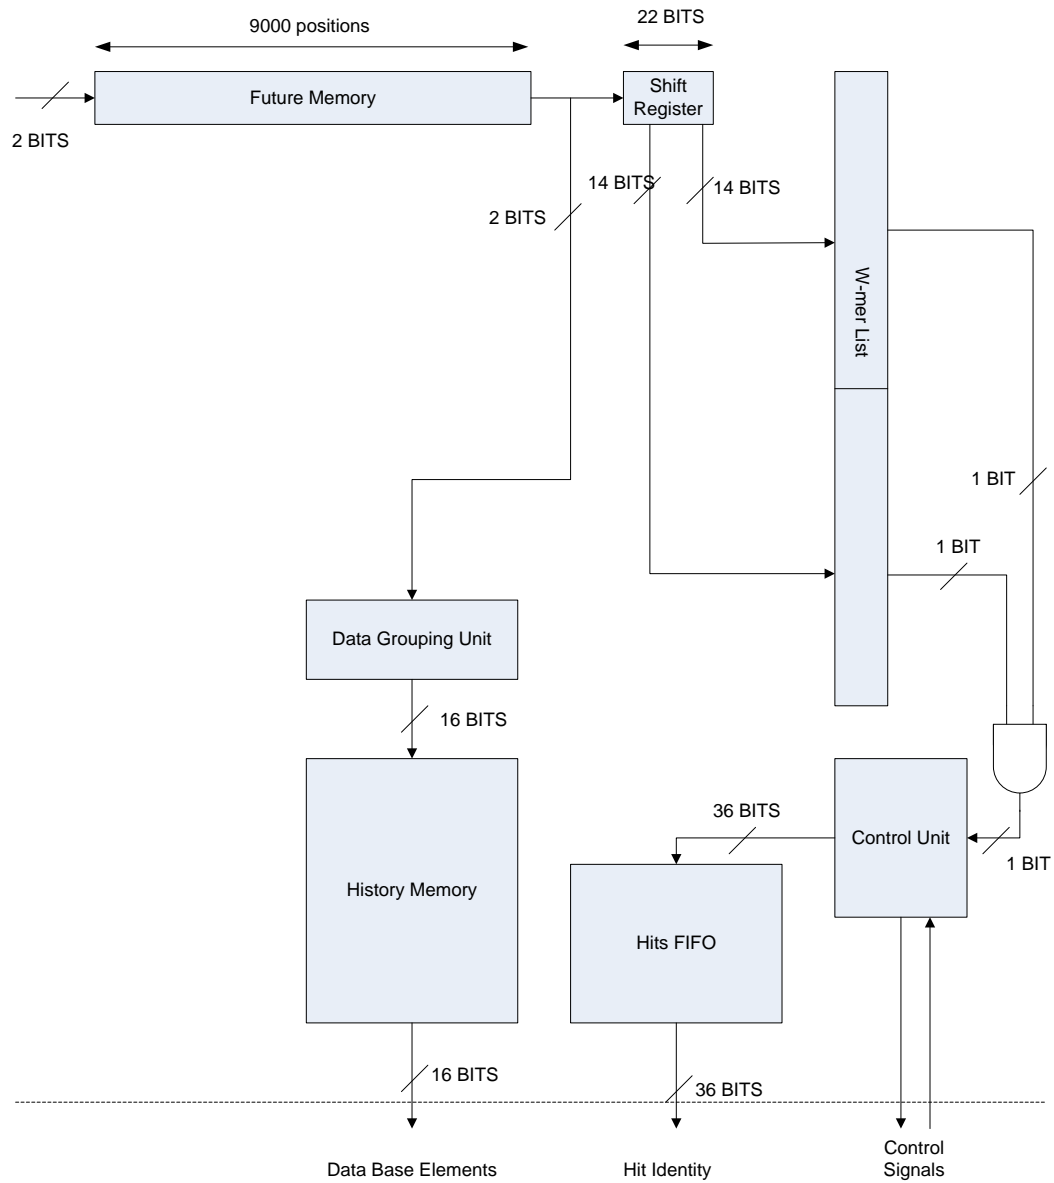 9000 positions
22 BITS
Future Memory
Shift
Register
2 BITS
14 BITS
14 BITS
2 BITS
W-mer List
1 BIT
1 BIT
Data Grouping Unit
16 BITS
36 BITS
Control Unit
1 BIT
History Memory
Hits FIFO
16 BITS
36 BITS
Data Base Elements
Hit Identity
Control
Signals